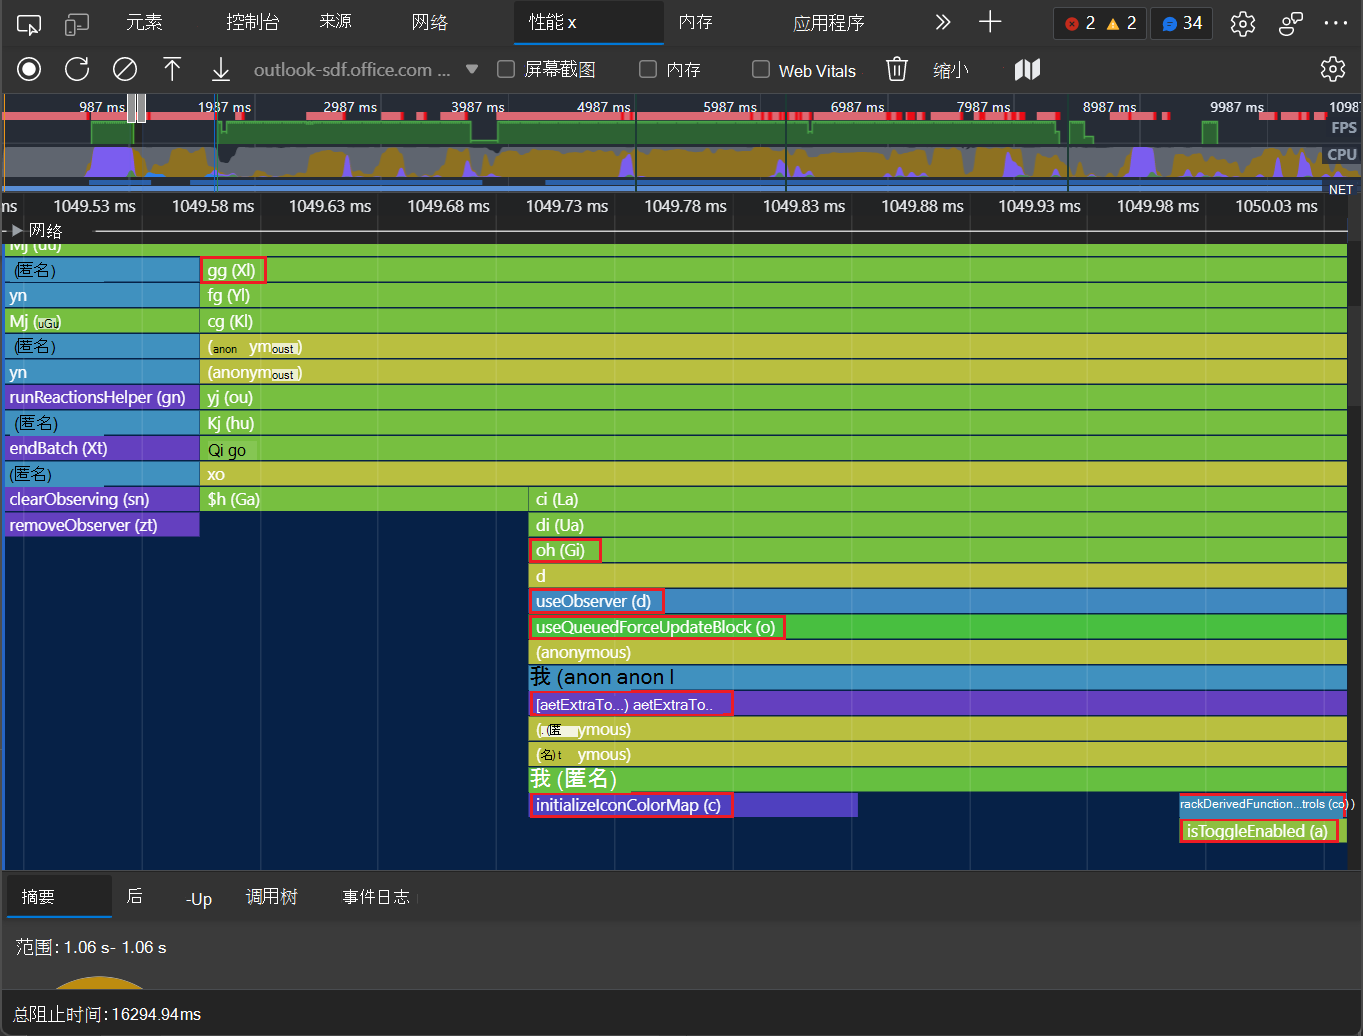 元素 控制台 来源 网络 性能 x 内存 应用程序 2 2 34
outlook-sdf.office.com ... 屏幕截图 内存 Web Vitals 缩小
987 ms 1987 ms 2987 ms 3987 ms 4987 ms 5987 ms 6987 ms 7987 ms 8987 ms 9987 ms 1098
FPS
CPU
NET
ms 1049.53 ms 1049.58 ms 1049.63 ms 1049.68 ms 1049.73 ms 1049.78 ms 1049.83 ms 1049.88 ms 1049.93 ms 1049.98 ms 1050.03 ms
网络
Mj (uu)
(匿名) gg (Xl)
yn fg (Yl)
Mj (uGu) cg (Kl)
(匿名) (anon ymoust)
yn (anonymoust)
runReactionsHelper (gn) yj (ou)
(匿名) Kj (hu)
endBatch (Xt) Qi go
(匿名) xo
clearObserving (sn) $h (Ga) ci (La)
removeObserver (zt) di (Ua)
oh (Gi)
d
useObserver (d)
useQueuedForceUpdateBlock (o)
(anonymous)
我 (anon anon l
[aetExtraTo...) aetExtraTo..
(.(匿 ymous)
(名) t ymous)
我 (匿名)
initializeIconColorMap (c) rackDerivedFunction...trols (co) )
isToggleEnabled (a)
摘要 后 -Up 调用树 事件日志
范围: 1.06 s- 1.06 s
总阻止时间: 16294.94ms